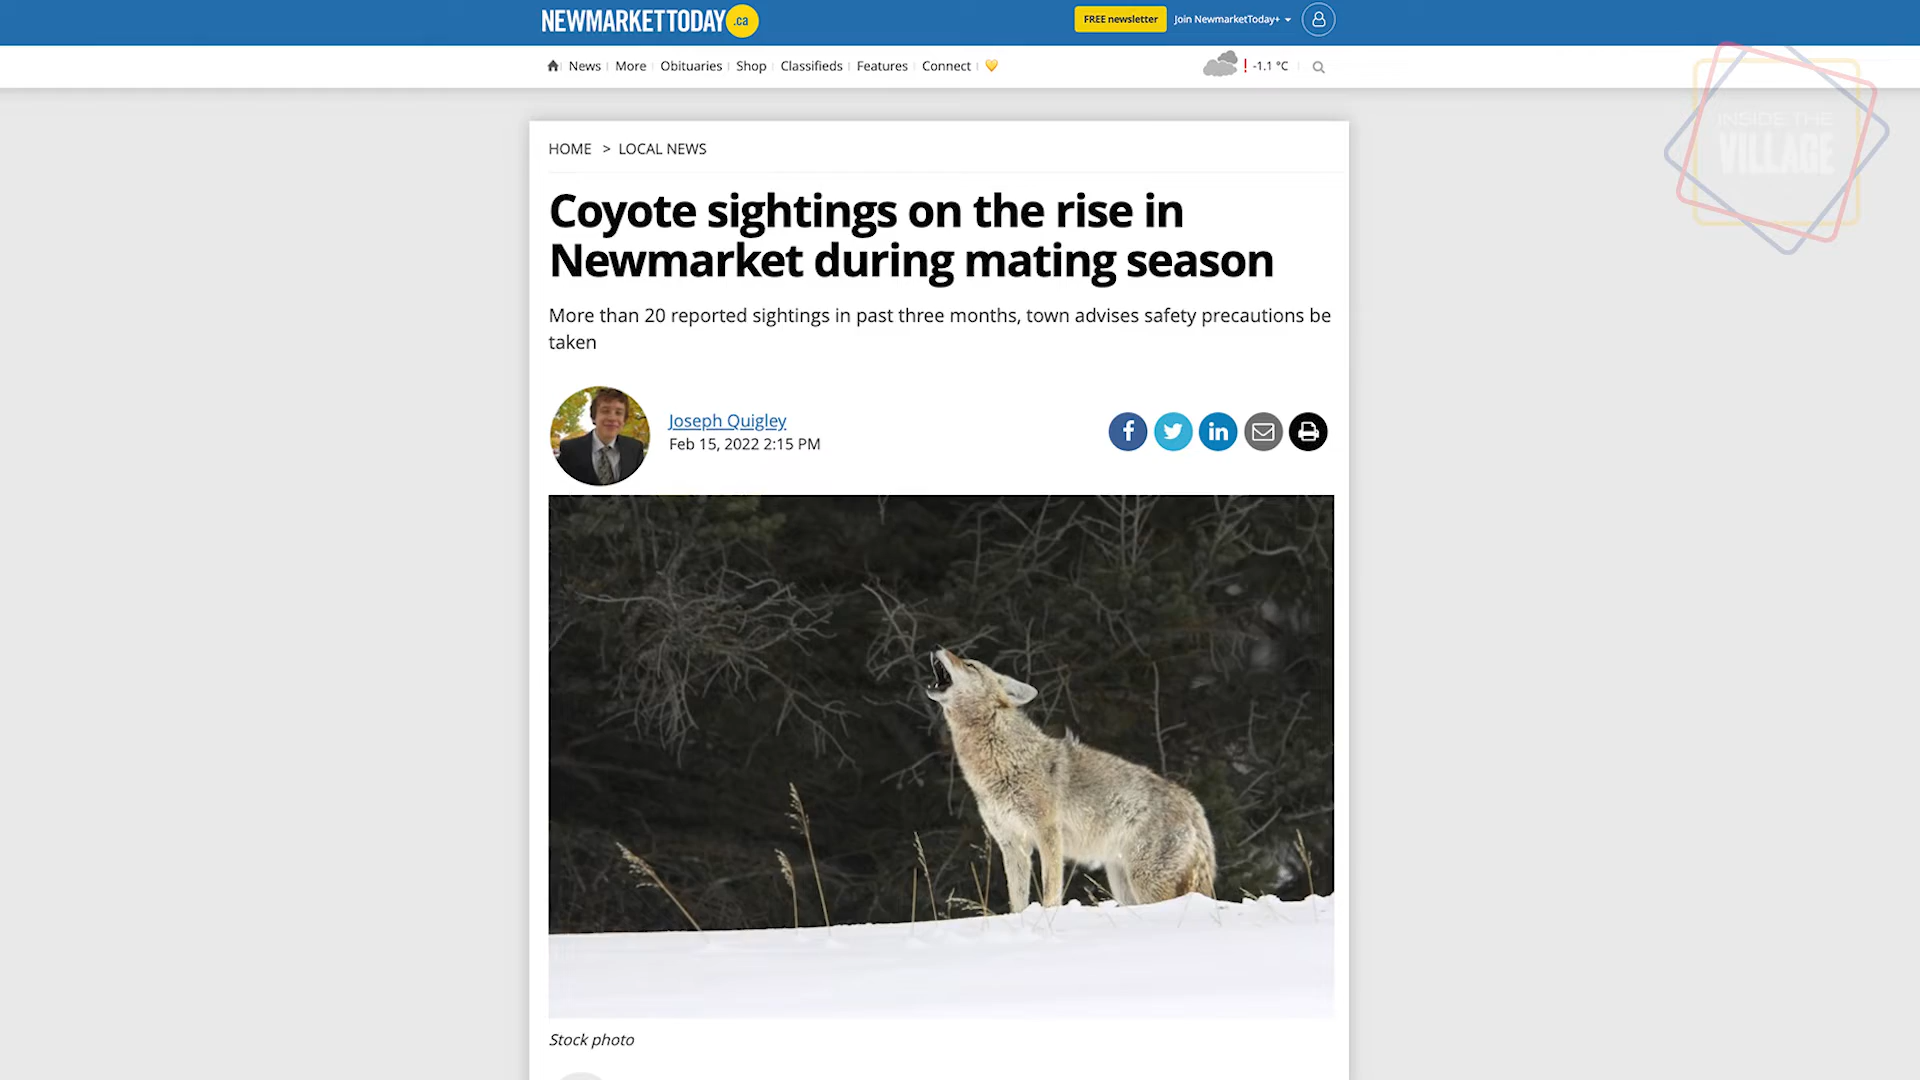 NEWMARKETTODAY.ca
FREE newsletter
Join NewmarketToday+
News
More
Obituaries
Shop
Classifieds
Features
Connect
-1.1 °C
INSIDE THE
VILLAGE
HOME > LOCAL NEWS
Coyote sightings on the rise in
Newmarket during mating season
More than 20 reported sightings in past three months, town advises safety precautions be
taken
Joseph Quigley
Feb 15, 2022 2:15 PM
Stock photo